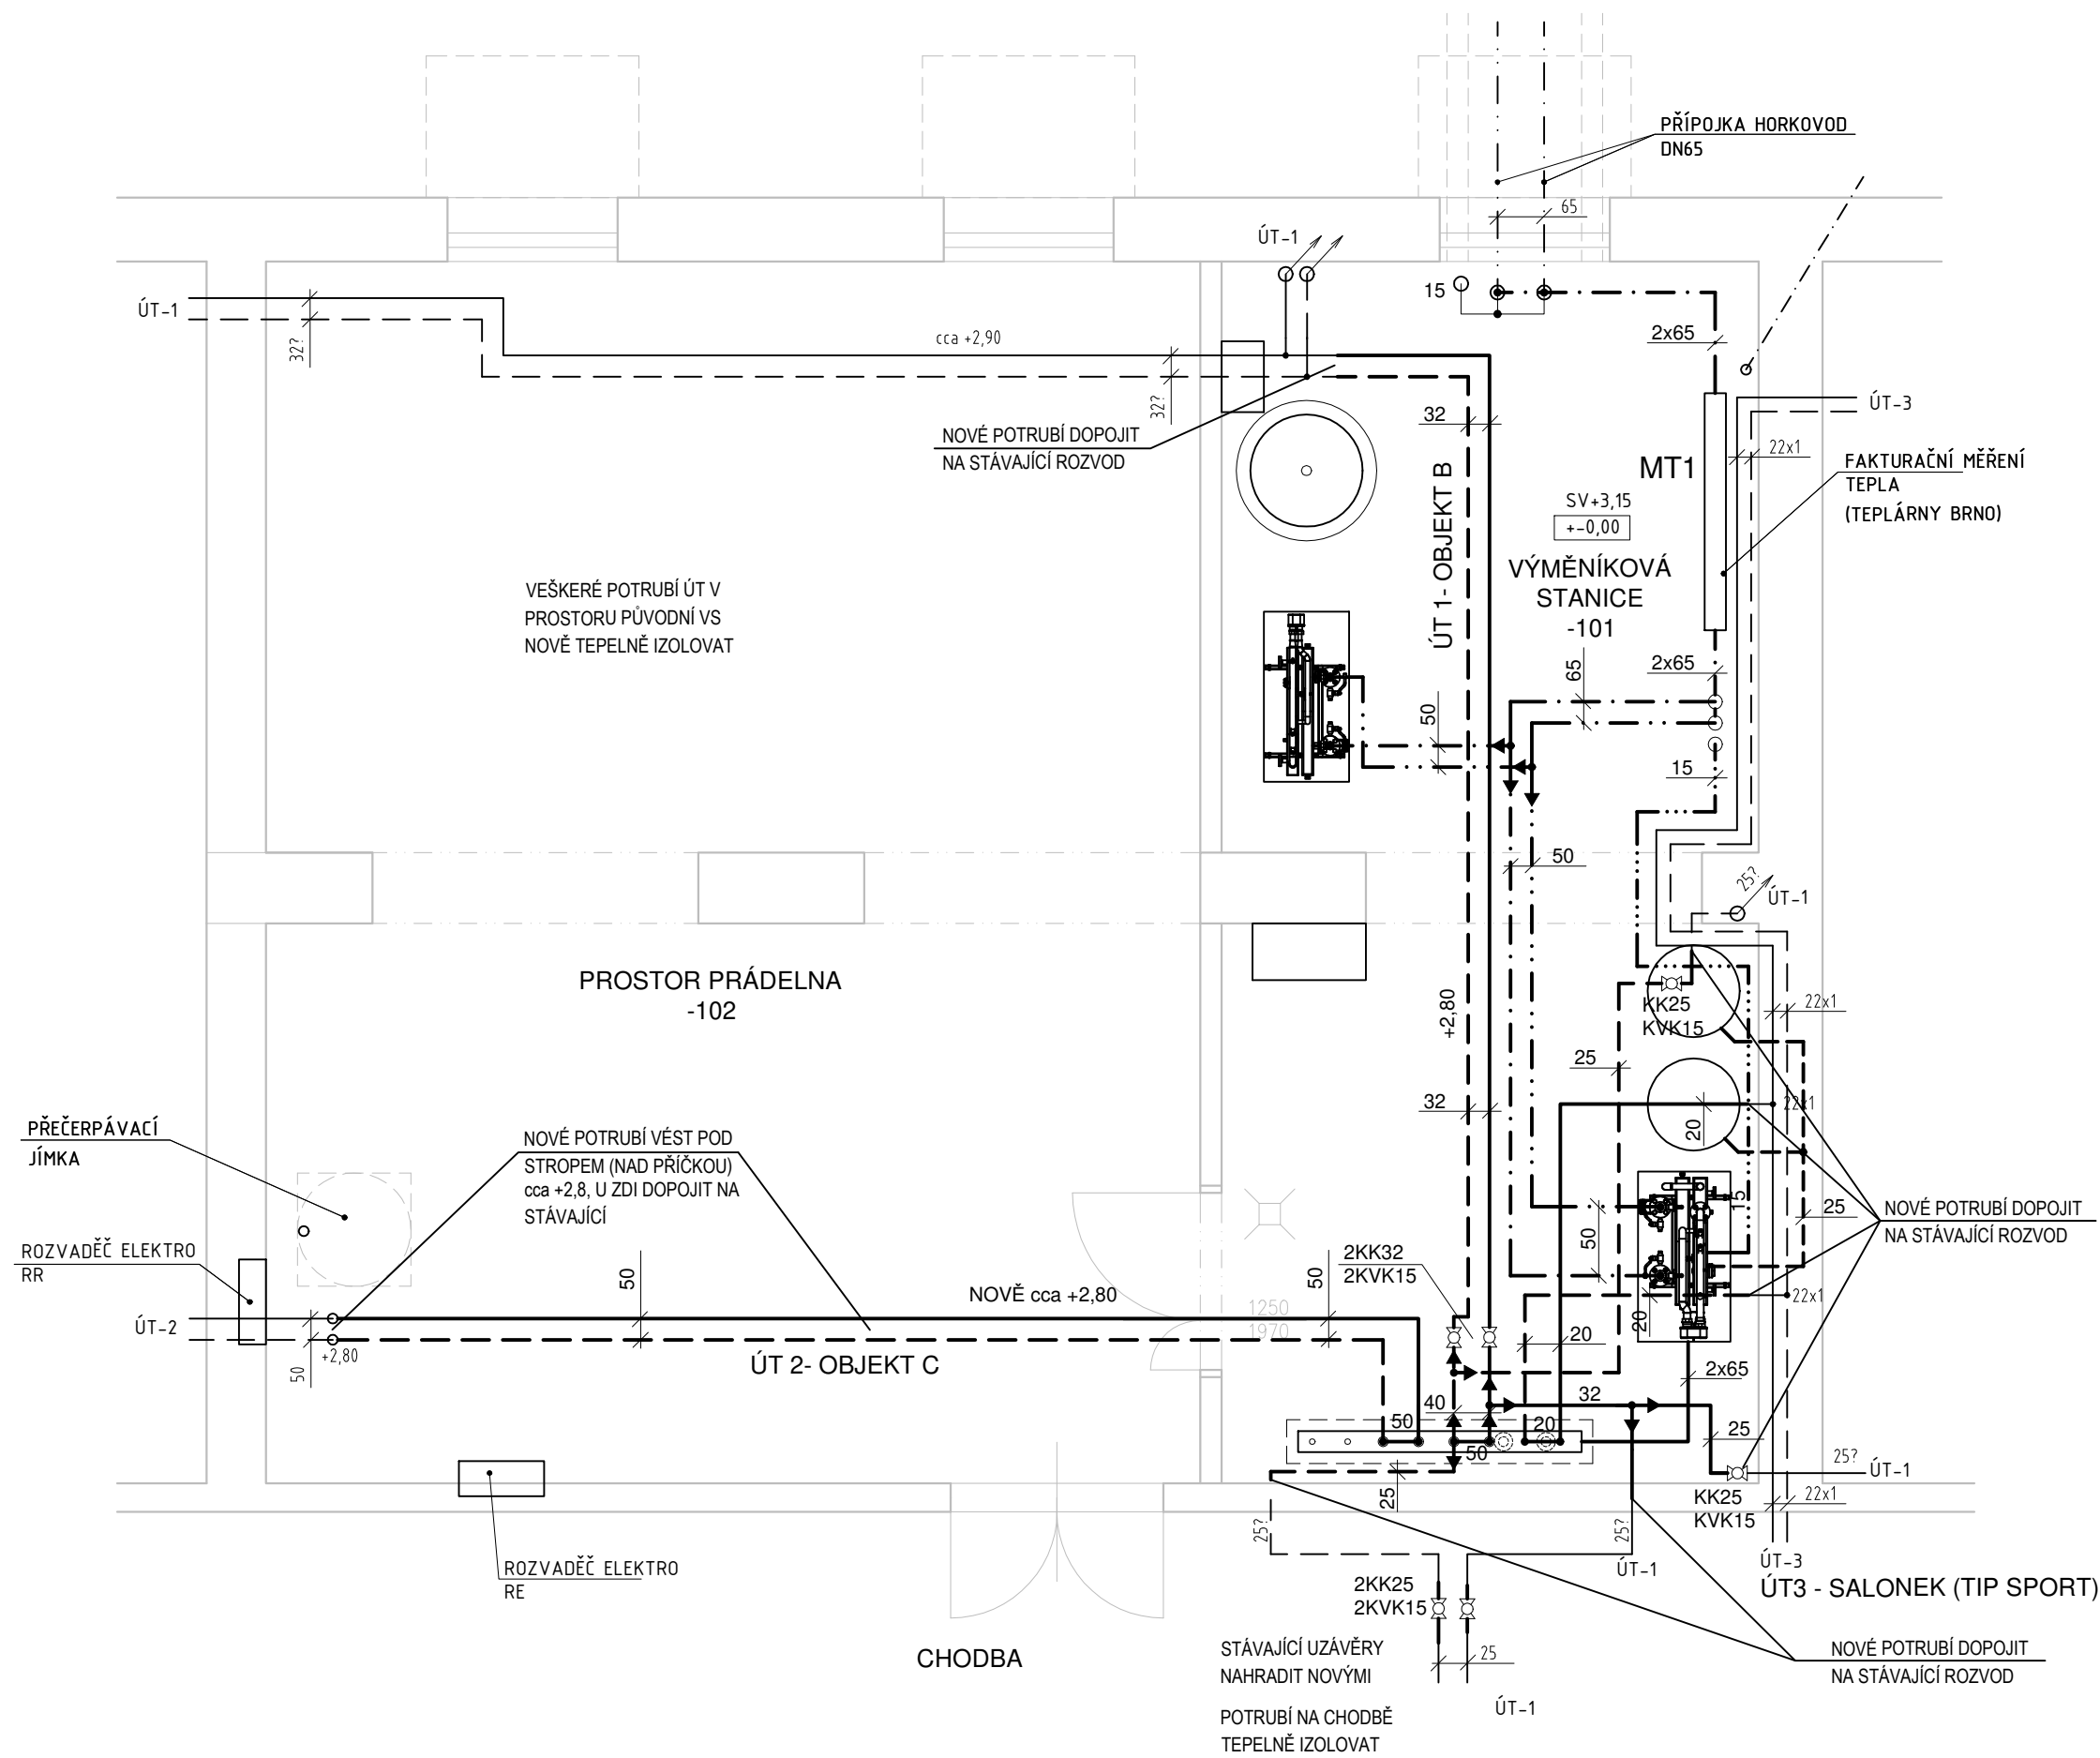 PŘÍPOJKA HORKOVOD
DN65
65
ÚT-1
15
ÚT-1
32?
cca +2,90
32?
2x65
32
ÚT-3
22x1
NOVÉ POTRUBÍ DOPOJIT
NA STÁVAJÍCÍ ROZVOD
MT1
FAKTURAČNÍ MĚŘENÍ
TEPLA
(TEPLÁRNY BRNO)
SV+3,15
+-0,00
VÝMĚNÍKOVÁ
STANICE
-101
ÚT 1- OBJEKT B
VEŠKERÉ POTRUBÍ ÚT V
PROSTORU PŮVODNÍ VS
NOVĚ TEPELNĚ IZOLOVAT
65
2x65
50
15
50
25?
ÚT-1
PROSTOR PRÁDELNA
-102
+2,80
KK25
KVK15
22x1
25
32
22x1
20
PŘEČERPÁVACÍ
JÍMKA
NOVÉ POTRUBÍ VÉST POD
STROPEM (NAD PŘÍČKOU)
cca +2,8, U ZDI DOPOJIT NA
STÁVAJÍCÍ
15
25
NOVÉ POTRUBÍ DOPOJIT
NA STÁVAJÍCÍ ROZVOD
ROZVADĚČ ELEKTRO
RR
50
50
50
2KK32
2KVK15
NOVĚ cca +2,80
1250
1970
22x1
20
20
ÚT-2
+2,80
50
ÚT 2- OBJEKT C
2x65
40
32
50
20
25
50
25
25?
ÚT-1
KK25
KVK15
22x1
25?
25?
ROZVADĚČ ELEKTRO
RE
ÚT-1
ÚT-3
ÚT3 - SALONEK (TIP SPORT)
2KK25
2KVK15
CHODBA
STÁVAJÍCÍ UZÁVĚRY
NAHRADIT NOVÝMI
25
NOVÉ POTRUBÍ DOPOJIT
NA STÁVAJÍCÍ ROZVOD
ÚT-1
POTRUBÍ NA CHODBĚ
TEPELNĚ IZOLOVAT